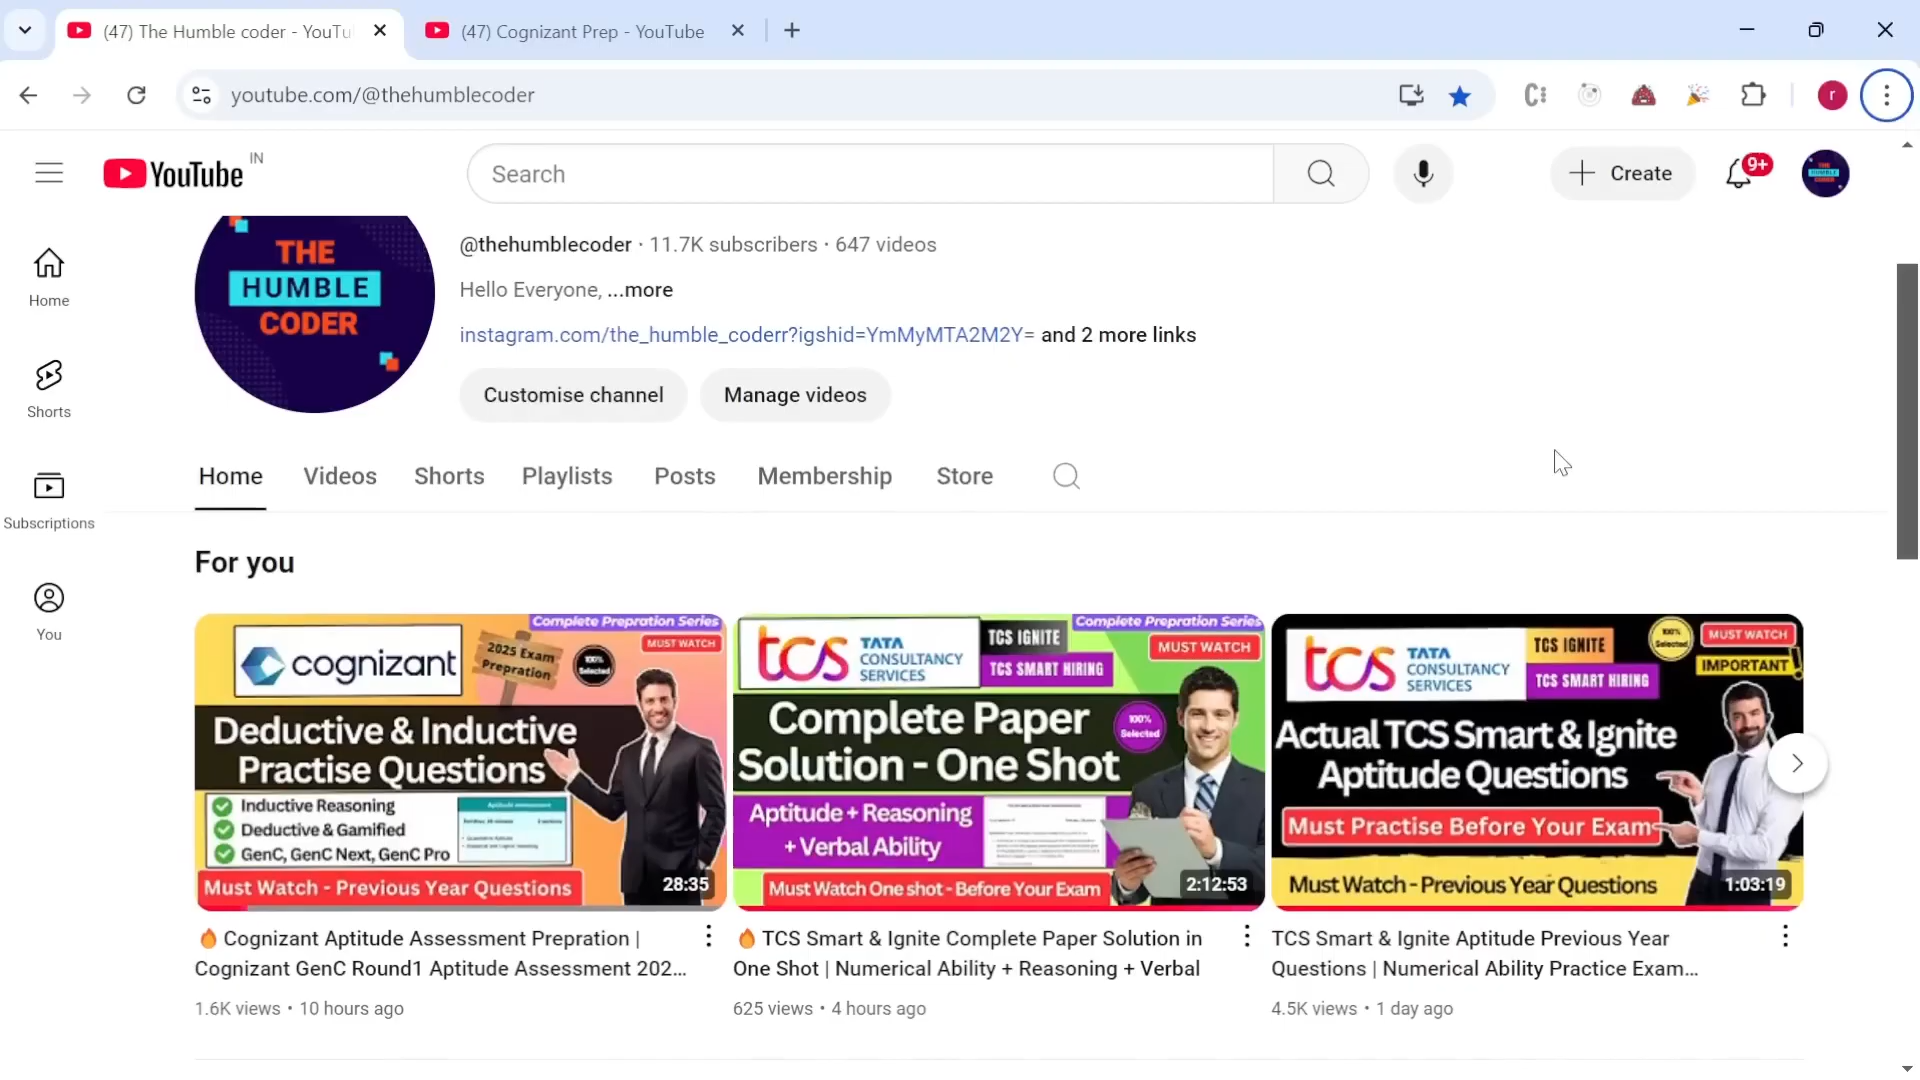 (47) The Humble coder - YouTu
(47) Cognizant Prep - YouTube
youtube.com/@thehumblecoder
r
YouTube IN
Search
Create
9+
THE
HUMBLE
CODER
@thehumblecoder · 11.7K subscribers · 647 videos
Hello Everyone, ...more
instagram.com/the_humble_coderr?igshid=YmMyMTA2M2Y= and 2 more links
Customise channel
Manage videos
Home
Shorts
Subscriptions
You
Home Videos Shorts Playlists Posts Membership Store
For you
Complete Prepration Series
cognizant
2025 Exam
Prepration
100%
Selected
MUST WATCH
Deductive & Inductive
Practise Questions
Inductive Reasoning
Deductive & Gamified
GenC, GenC Next, GenC Pro
Must Watch - Previous Year Questions
28:35
🔥 Cognizant Aptitude Assessment Prepration |
Cognizant GenC Round1 Aptitude Assessment 202...
1.6K views • 10 hours ago
Complete Prepration Series
tcs TATA
CONSULTANCY
SERVICES
TCS IGNITE
TCS SMART HIRING
MUST WATCH
Complete Paper
Solution - One Shot
100%
Selected
Aptitude + Reasoning
+ Verbal Ability
Must Watch One shot - Before Your Exam
2:12:53
🔥 TCS Smart & Ignite Complete Paper Solution in
One Shot | Numerical Ability + Reasoning + Verbal
625 views • 4 hours ago
tcs TATA
CONSULTANCY
SERVICES
TCS IGNITE
TCS SMART HIRING
100%
Selected
MUST WATCH
IMPORTANT
Actual TCS Smart & Ignite
Aptitude Questions
Must Practise Before Your Exam
Must Watch - Previous Year Questions
1:03:19
TCS Smart & Ignite Aptitude Previous Year
Questions | Numerical Ability Practice Exam...
4.5K views • 1 day ago